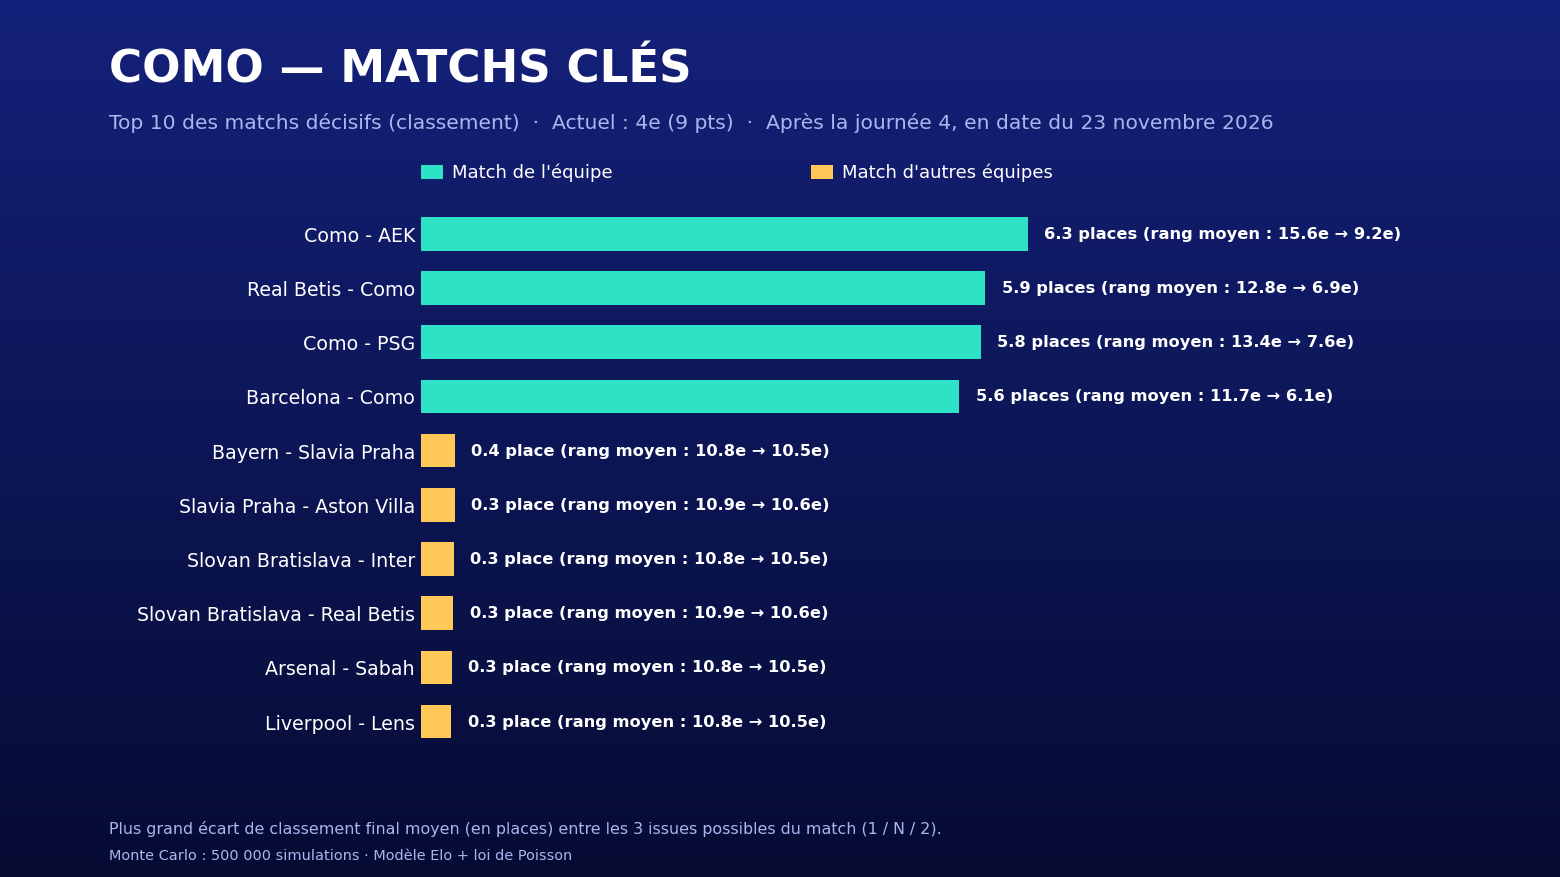 COMO — MATCHS CLÉS
Top 10 des matchs décisifs (classement) · Actuel : 4e (9 pts) · Après la journée 4, en date du 23 novembre 2026
Match de l'équipe
Match d'autres équipes
Como - AEK
6.3 places (rang moyen : 15.6e → 9.2e)
Real Betis - Como
5.9 places (rang moyen : 12.8e → 6.9e)
Como - PSG
5.8 places (rang moyen : 13.4e → 7.6e)
Barcelona - Como
5.6 places (rang moyen : 11.7e → 6.1e)
Bayern - Slavia Praha
0.4 place (rang moyen : 10.8e → 10.5e)
Slavia Praha - Aston Villa
0.3 place (rang moyen : 10.9e → 10.6e)
Slovan Bratislava - Inter
0.3 place (rang moyen : 10.8e → 10.5e)
Slovan Bratislava - Real Betis
0.3 place (rang moyen : 10.9e → 10.6e)
Arsenal - Sabah
0.3 place (rang moyen : 10.8e → 10.5e)
Liverpool - Lens
0.3 place (rang moyen : 10.8e → 10.5e)
Plus grand écart de classement final moyen (en places) entre les 3 issues possibles du match (1 / N / 2).
Monte Carlo : 500 000 simulations · Modèle Elo + loi de Poisson